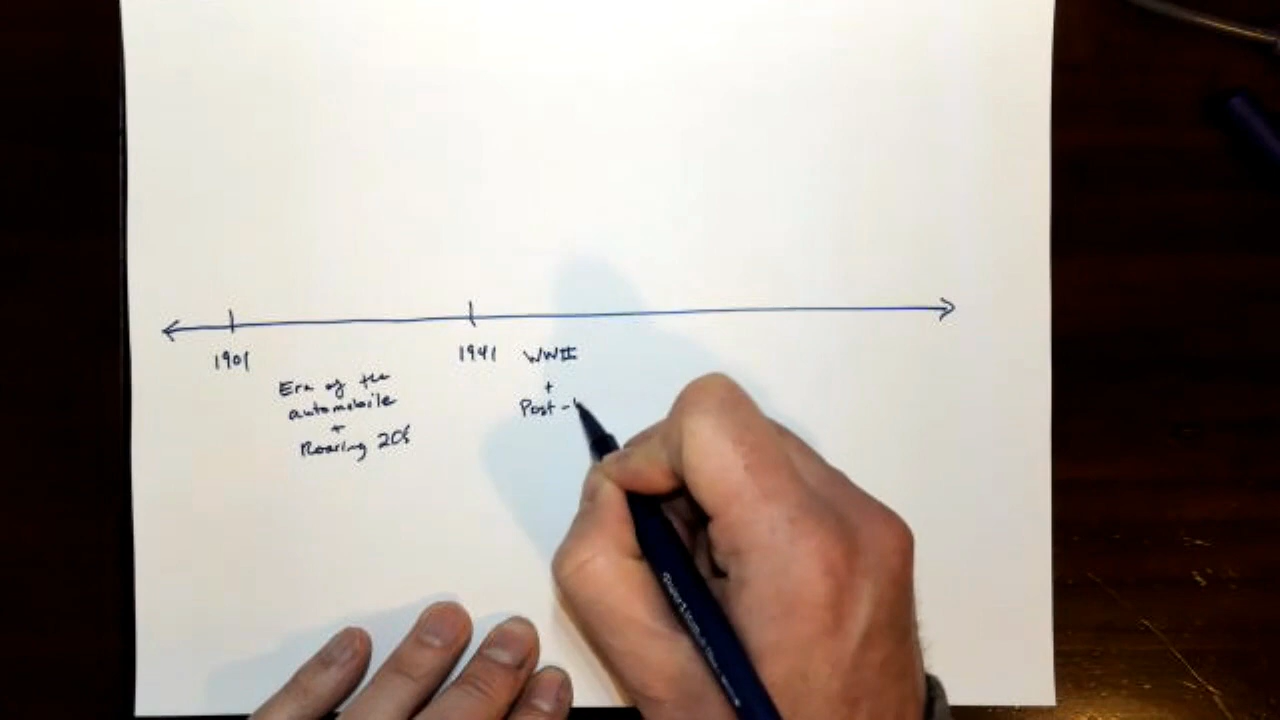 1901
1941
WWII
+
Post-
Era of the
automobile
+
Roaring 20s